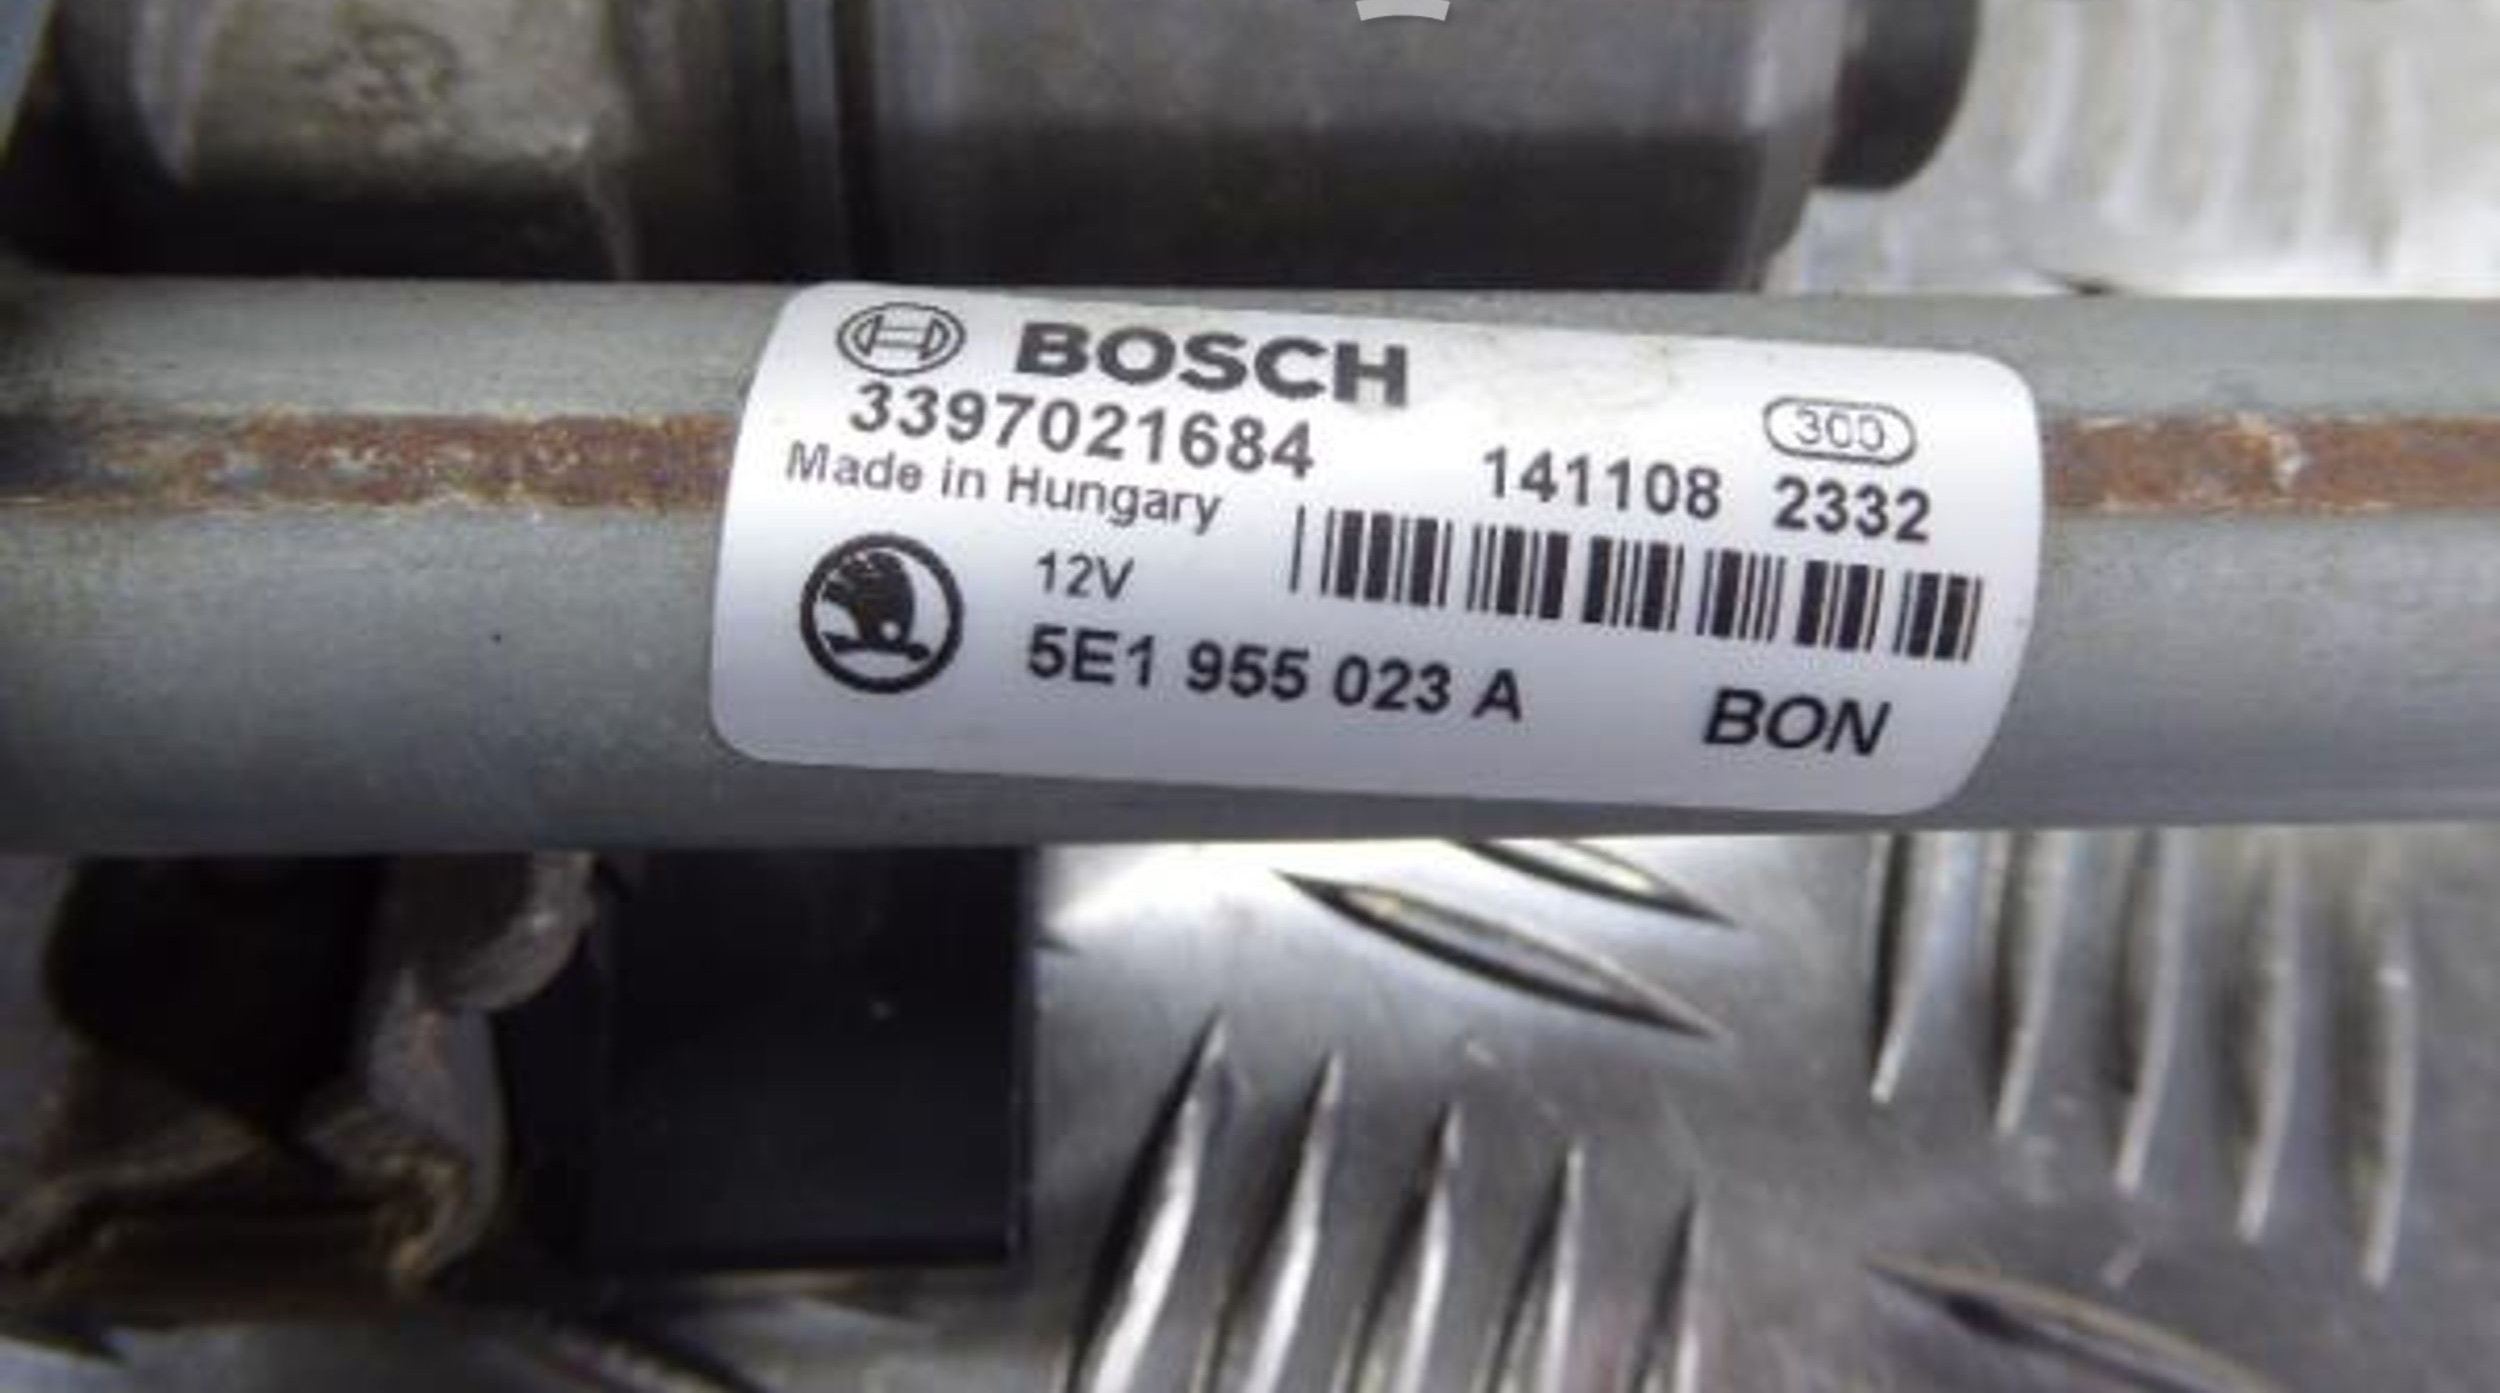 BOSCH
3397021684
300
Made in Hungary
141108 2332
12V
5E1 955 023 A
BON